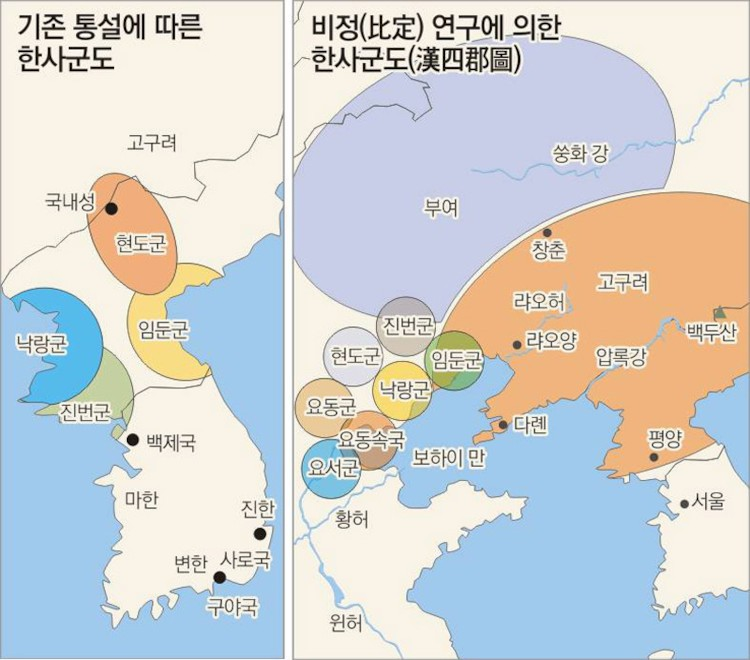 기존 통설에 따른
한사군도
고구려
국내성
현도군
낙랑군
임둔군
진번군
백제국
마한
진한
변한
사로국
구야국
비정(比定) 연구에 의한
한사군도(漢四郡圖)
쑹화 강
부여
창춘
고구려
랴오허
진번군
랴오양
백두산
현도군
임둔군
압록강
낙랑군
요동군
다롄
요동속국
평양
보하이 만
요서군
서울
황허
웨이허